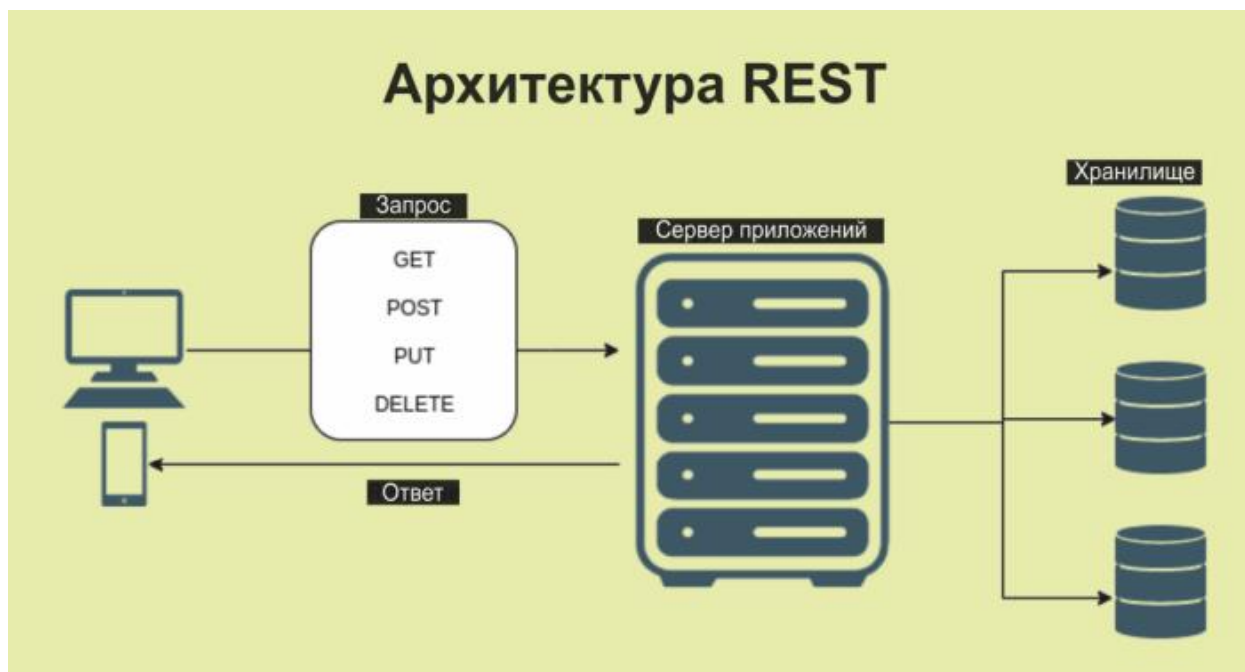 Архитектура REST
Хранилище
Запрос
Сервер приложений
GET
POST
PUT
DELETE
Ответ